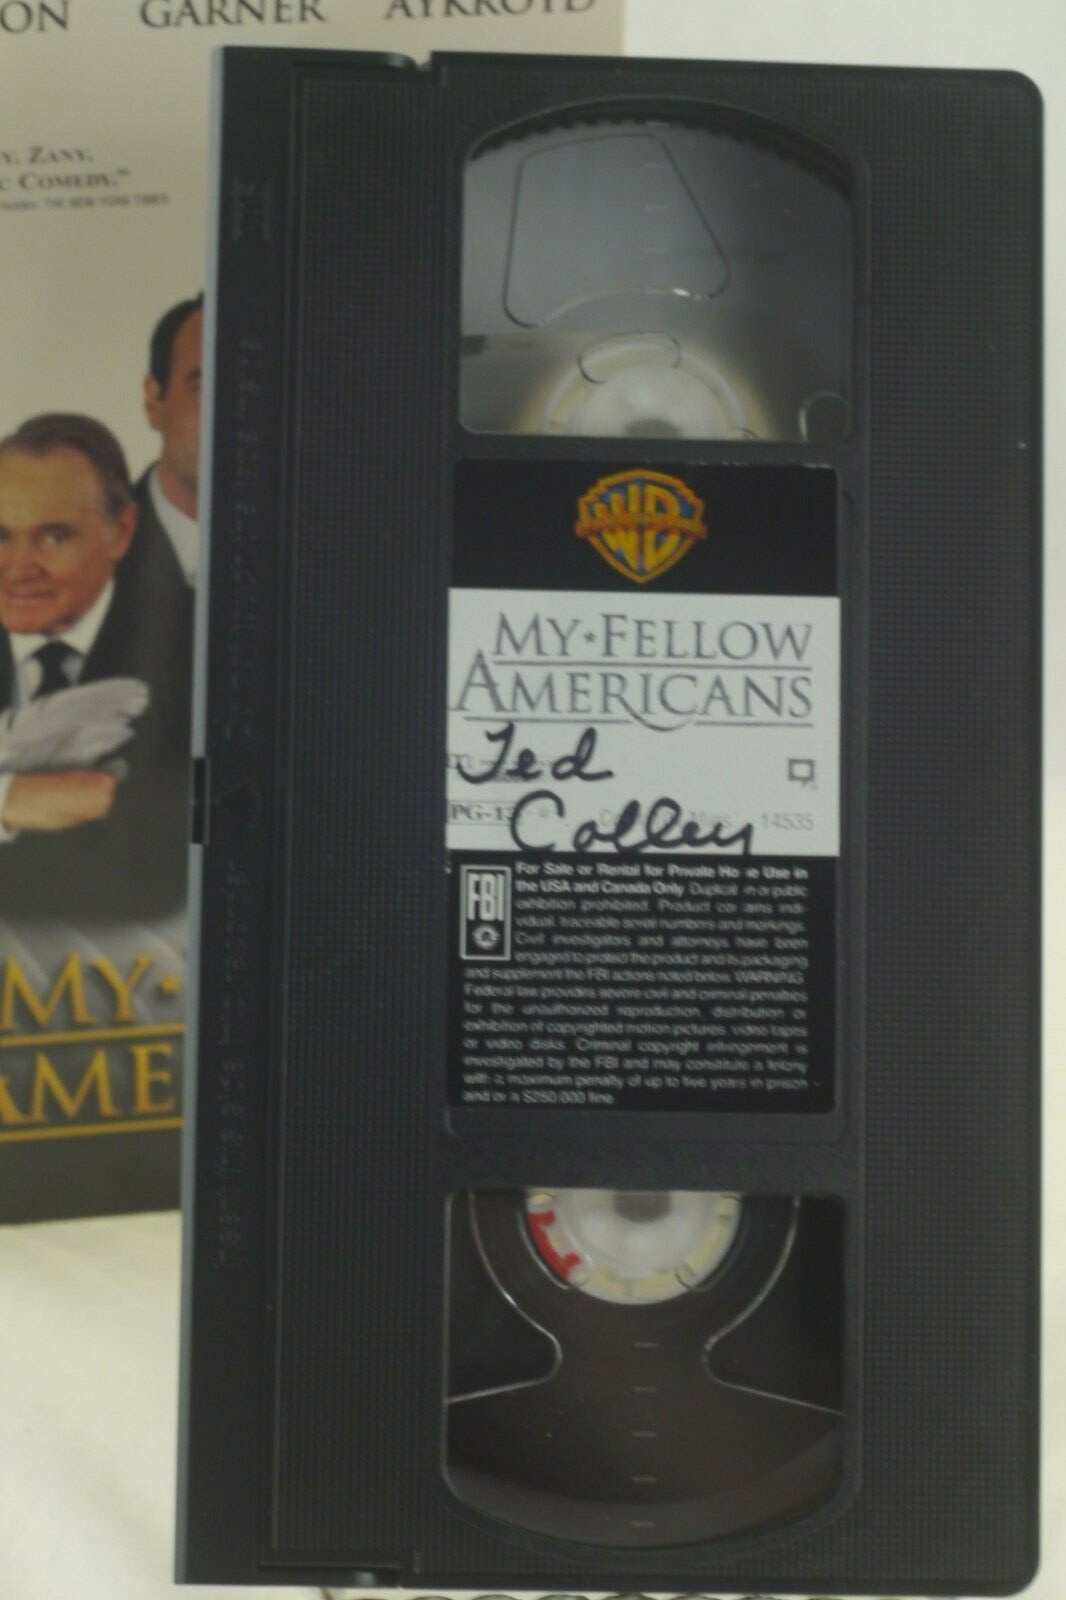 GARNER AYKROYD
ZANY,
COMEDY."
THE NEW YORK TIMES
MY★
AME
WB
MY★FELLOW
AMERICANS
Ted
PG-13 Colley 14535
FBI
For Sale or Rental for Private Home Use in
the USA and Canada Only. Duplicat in or public
exhibition prohibited. Product contains indi-
vidual, traceable serial numbers and markings.
Civil investigators and attorneys have been
engaged to protect the product and its packaging
and supplement the FBI actions noted below. WARNING:
Federal law provides severe civil and criminal penalties
for the unauthorized reproduction, distribution or
exhibition of copyrighted motion pictures, video tapes
or video disks. Criminal copyright infringement is
investigated by the FBI and may constitute a felony
with a maximum penalty of up to five years in prison
and or a $250,000 fine.